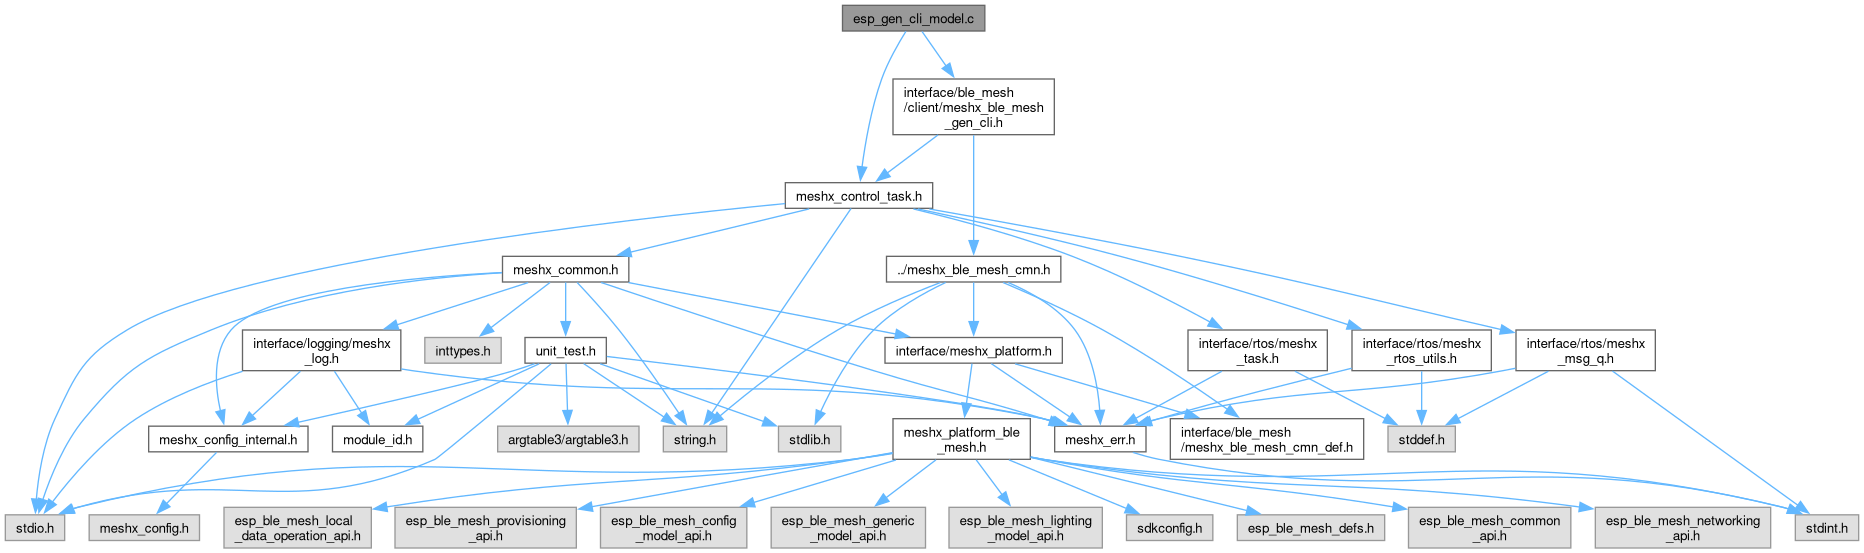 esp_gen_cli_model.c
interface/ble_mesh
/client/meshx_ble_mesh
_gen_cli.h
meshx_control_task.h
meshx_common.h
../meshx_ble_mesh_cmn.h
interface/logging/meshx
_log.h
inttypes.h
unit_test.h
interface/meshx_platform.h
interface/rtos/meshx
_task.h
interface/rtos/meshx
_rtos_utils.h
interface/rtos/meshx
_msg_q.h
meshx_config_internal.h
module_id.h
argtable3/argtable3.h
string.h
stdlib.h
meshx_platform_ble
_mesh.h
meshx_err.h
interface/ble_mesh
/meshx_ble_mesh_cmn_def.h
stddef.h
stdio.h
meshx_config.h
esp_ble_mesh_local
_data_operation_api.h
esp_ble_mesh_provisioning
_api.h
esp_ble_mesh_config
_model_api.h
esp_ble_mesh_generic
_model_api.h
esp_ble_mesh_lighting
_model_api.h
sdkconfig.h
esp_ble_mesh_defs.h
esp_ble_mesh_common
_api.h
esp_ble_mesh_networking
_api.h
stdint.h